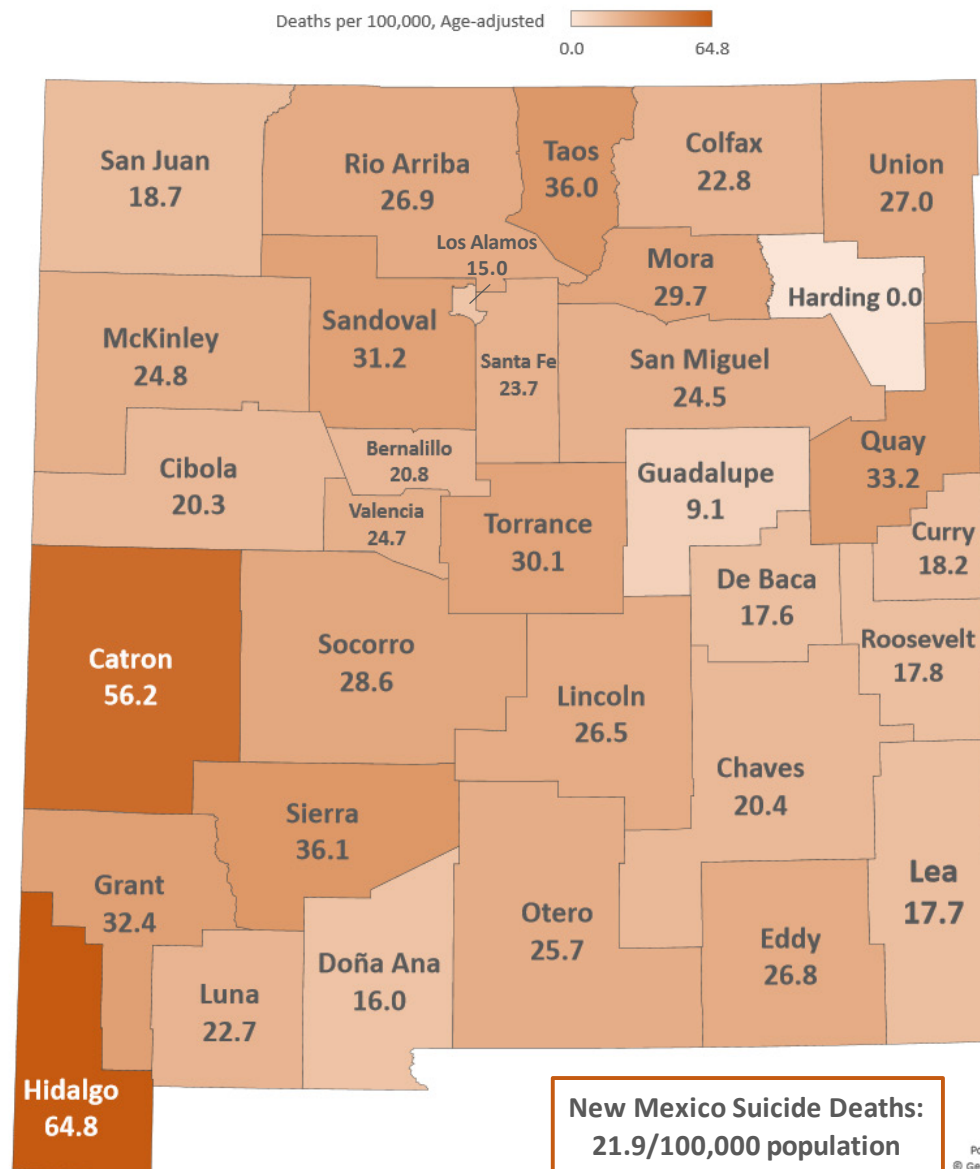 Deaths per 100,000, Age-adjusted
0.0 64.8
San Juan
18.7
Rio Arriba
26.9
Taos
36.0
Colfax
22.8
Union
27.0
Los Alamos
15.0
Mora
29.7
Harding 0.0
McKinley
24.8
Sandoval
31.2
Santa Fe
23.7
San Miguel
24.5
Quay
33.2
Cibola
20.3
Bernalillo
20.8
Guadalupe
9.1
Valencia
24.7
Torrance
30.1
Curry
18.2
De Baca
17.6
Roosevelt
17.8
Catron
56.2
Socorro
28.6
Lincoln
26.5
Chaves
20.4
Sierra
36.1
Lea
17.7
Grant
32.4
Otero
25.7
Eddy
26.8
Doña Ana
16.0
Luna
22.7
Hidalgo
64.8
New Mexico Suicide Deaths:
21.9/100,000 population
©